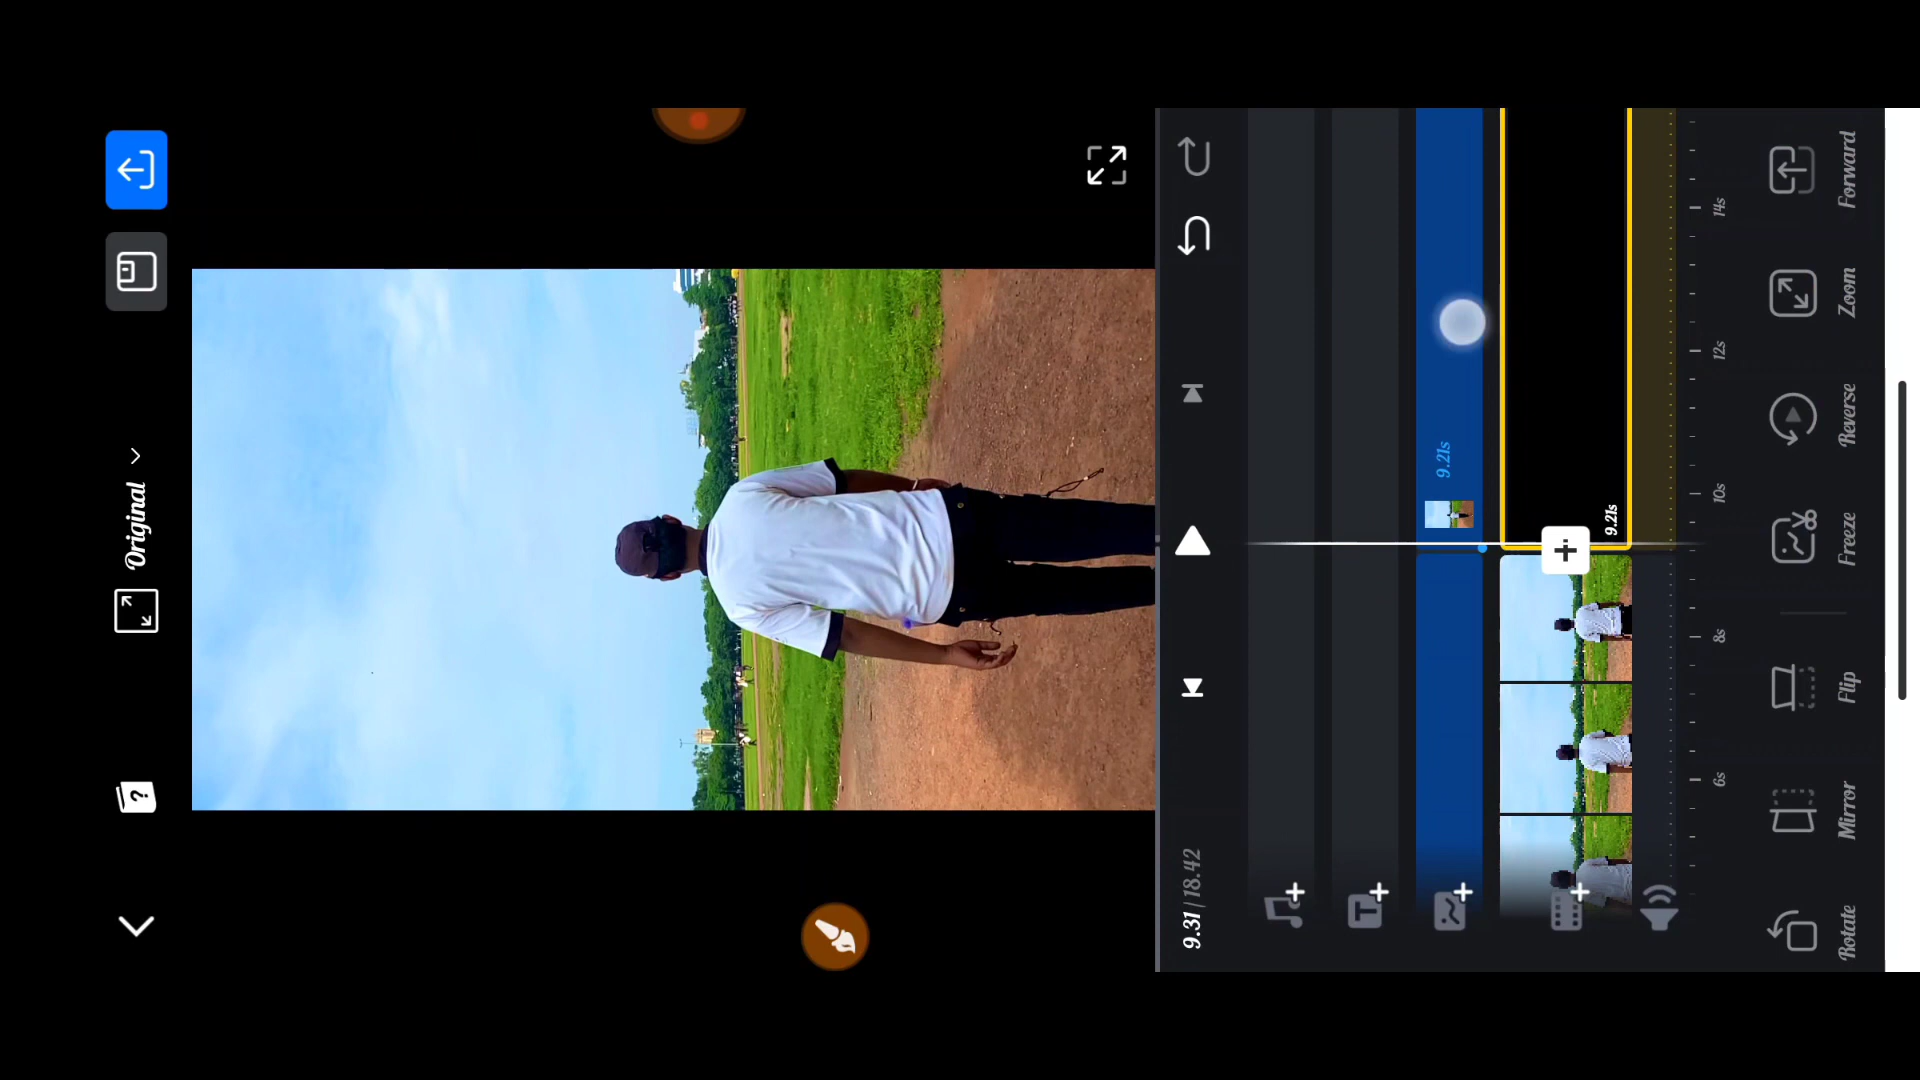 Original
?
9.31 | 18.42
T
9.21s
9.21s
6s
8s
10s
12s
14s
Rotate
Mirror
Flip
Freeze
Reverse
Zoom
Forward